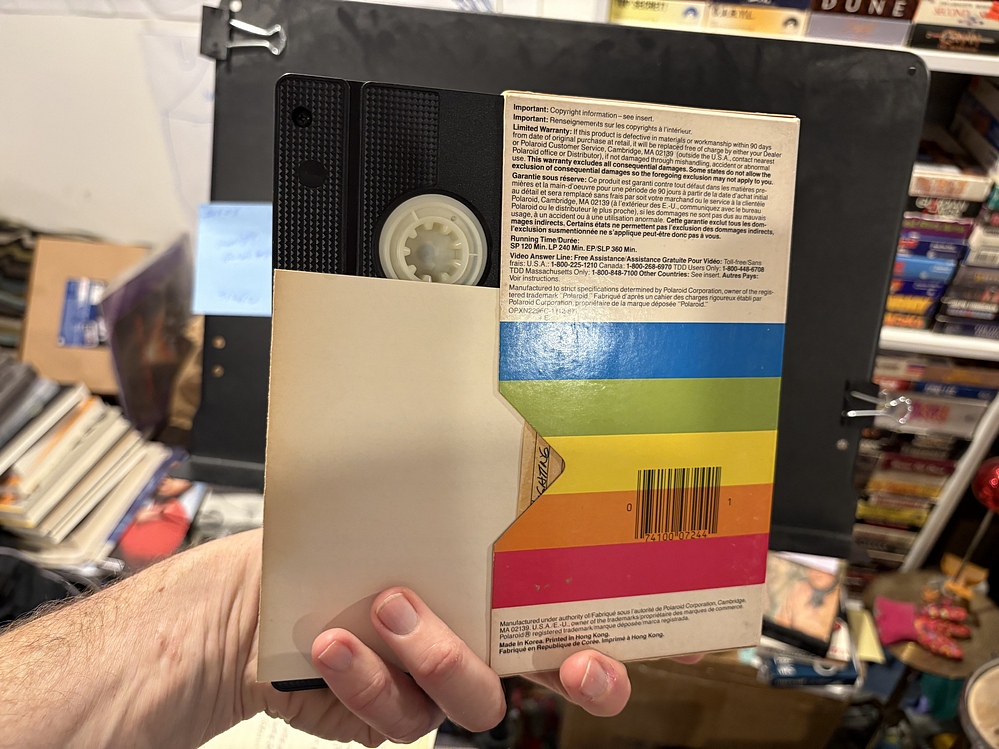 DUNE
Important: Copyright information – see insert.
Important: Renseignements sur les copyrights à l'intérieur.
Limited Warranty: If this product is defective in materials or workmanship within 90 days
from date of original purchase at retail, it will be replaced free of charge by either your Dealer
or Polaroid Customer Service, Cambridge, MA 02139 (outside the U.S.A., contact nearest
Polaroid office or Distributor), if not damaged through mishandling, accident or abnormal
use. This warranty excludes all consequential damages. Some states do not allow the
exclusion of consequential damages so the foregoing exclusion may not apply to you.
Garantie sous réserve: Ce produit est garanti contre tout défaut dans les matières pre-
mières et la main-d'oeuvre pour une période de 90 jours à partir de la date d'achat initial
au détail et sera remplacé sans frais par soit votre marchand ou le service à la clientèle
Polaroid, Cambridge, MA 02139 (à l'extérieur des E.-U., communiquez avec le bureau
Polaroid ou le distributeur le plus proche), si les dommages ne sont pas dus au mauvais
usage, à un accident ou à une utilisation anormale. Cette garantie exclut tous les dom-
mages indirects. Certains états ne permettent pas l'exclusion des dommages indirects,
l'exclusion susmentionnée ne s'applique peut-être donc pas à vous.
Running Time/Durée:
SP 120 Min. LP 240 Min. EP/SLP 360 Min.
Video Answer Line: Free Assistance/Assistance Gratuite Pour Vidéo: Toll-free/Sans
frais: U.S.A.: 1-800-225-1210 Canada: 1-800-268-6970 TDD Users Only: 1-800-448-6708
TDD Massachusetts Only: 1-800-848-7100 Other Countries: See insert. Autres Pays:
Voir instructions.
Manufactured to strict specifications determined by Polaroid Corporation, owner of the regis-
tered trademark "Polaroid." Fabriqué d'après un cahier des charges rigoureux établi par
Polaroid Corporation, propriétaire de la marque déposée "Polaroid."
0 74100 07244 1
Manufactured under authority of/Fabriqué sous l'autorité de Polaroid Corporation, Cambridge,
MA 02139, U.S.A./E.-U., owner of the trademarks/propriétaire des marques de commerce.
Polaroid® registered trademark/marque déposée/marca registrada.
Made in Korea. Printed in Hong Kong.
Fabriqué en République de Corée. Imprimé à Hong Kong.